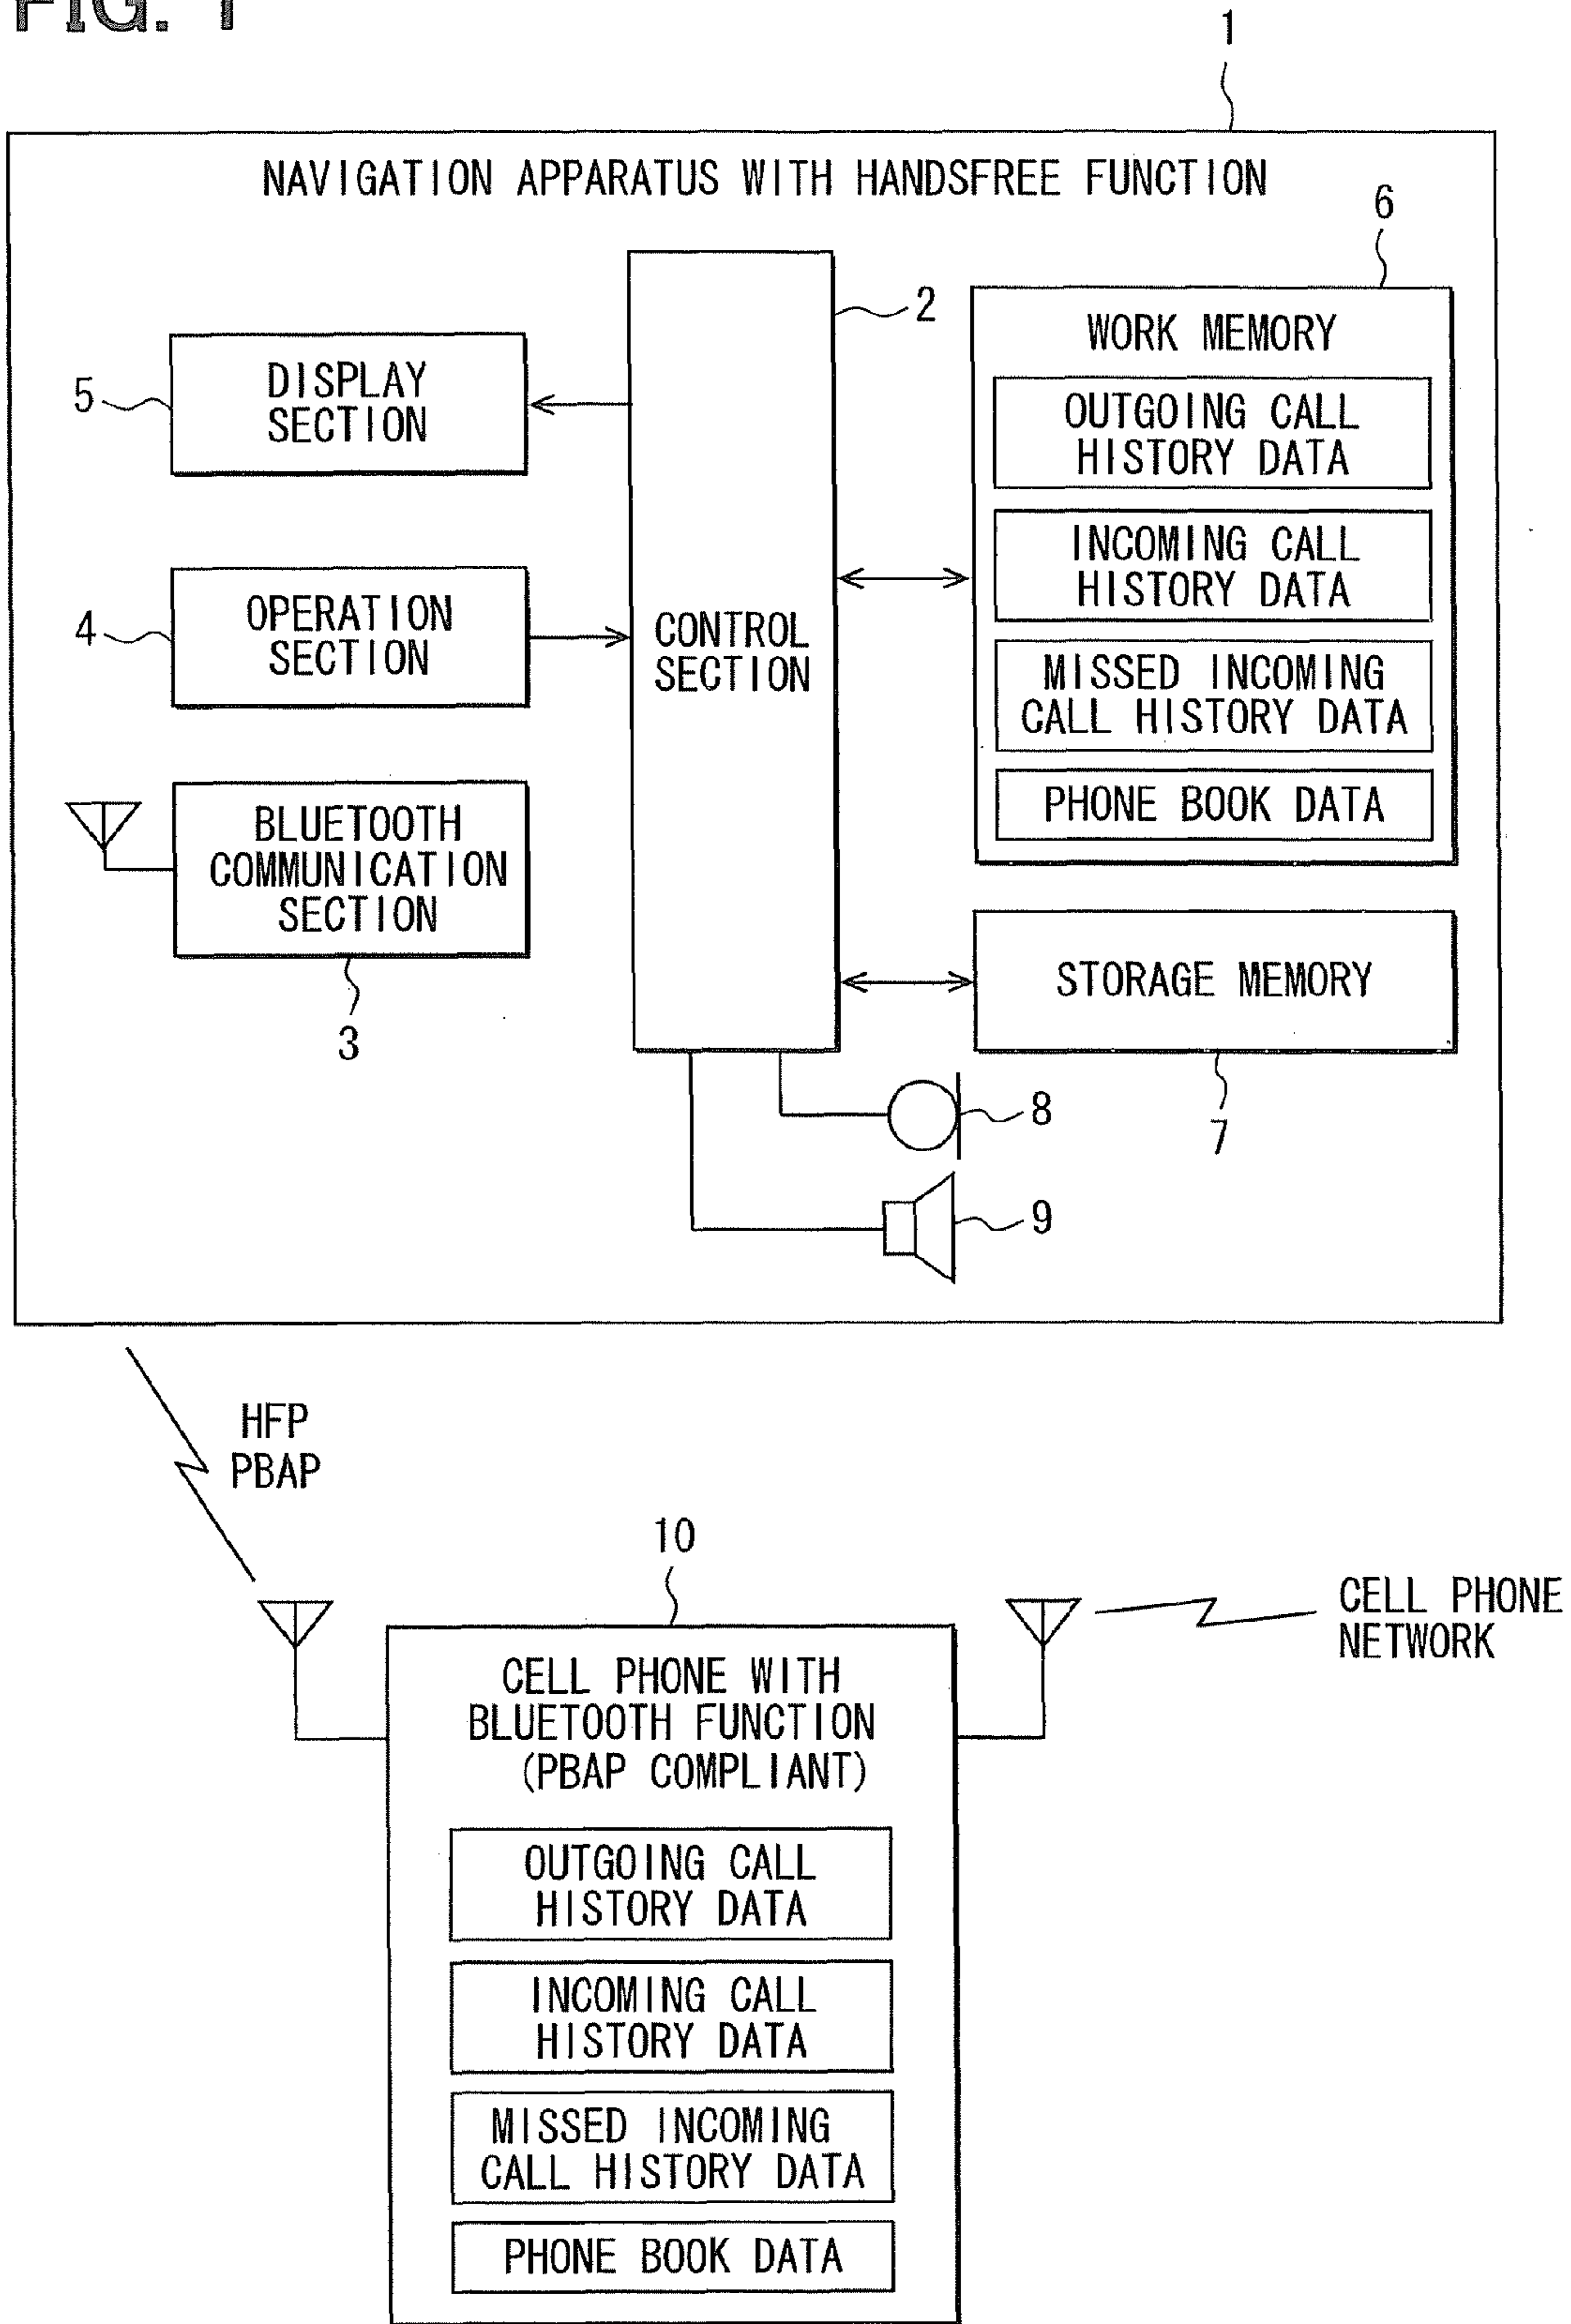 FIG. 1
1
NAVIGATION APPARATUS WITH HANDSFREE FUNCTION
6
2
WORK MEMORY
5
DISPLAY
SECTION
OUTGOING CALL
HISTORY DATA
INCOMING CALL
HISTORY DATA
4
OPERATION
SECTION
CONTROL
SECTION
MISSED INCOMING
CALL HISTORY DATA
PHONE BOOK DATA
BLUETOOTH
COMMUNICATION
SECTION
3
STORAGE MEMORY
7
8
9
HFP
PBAP
10
CELL PHONE
NETWORK
CELL PHONE WITH
BLUETOOTH FUNCTION
(PBAP COMPLIANT)
OUTGOING CALL
HISTORY DATA
INCOMING CALL
HISTORY DATA
MISSED INCOMING
CALL HISTORY DATA
PHONE BOOK DATA